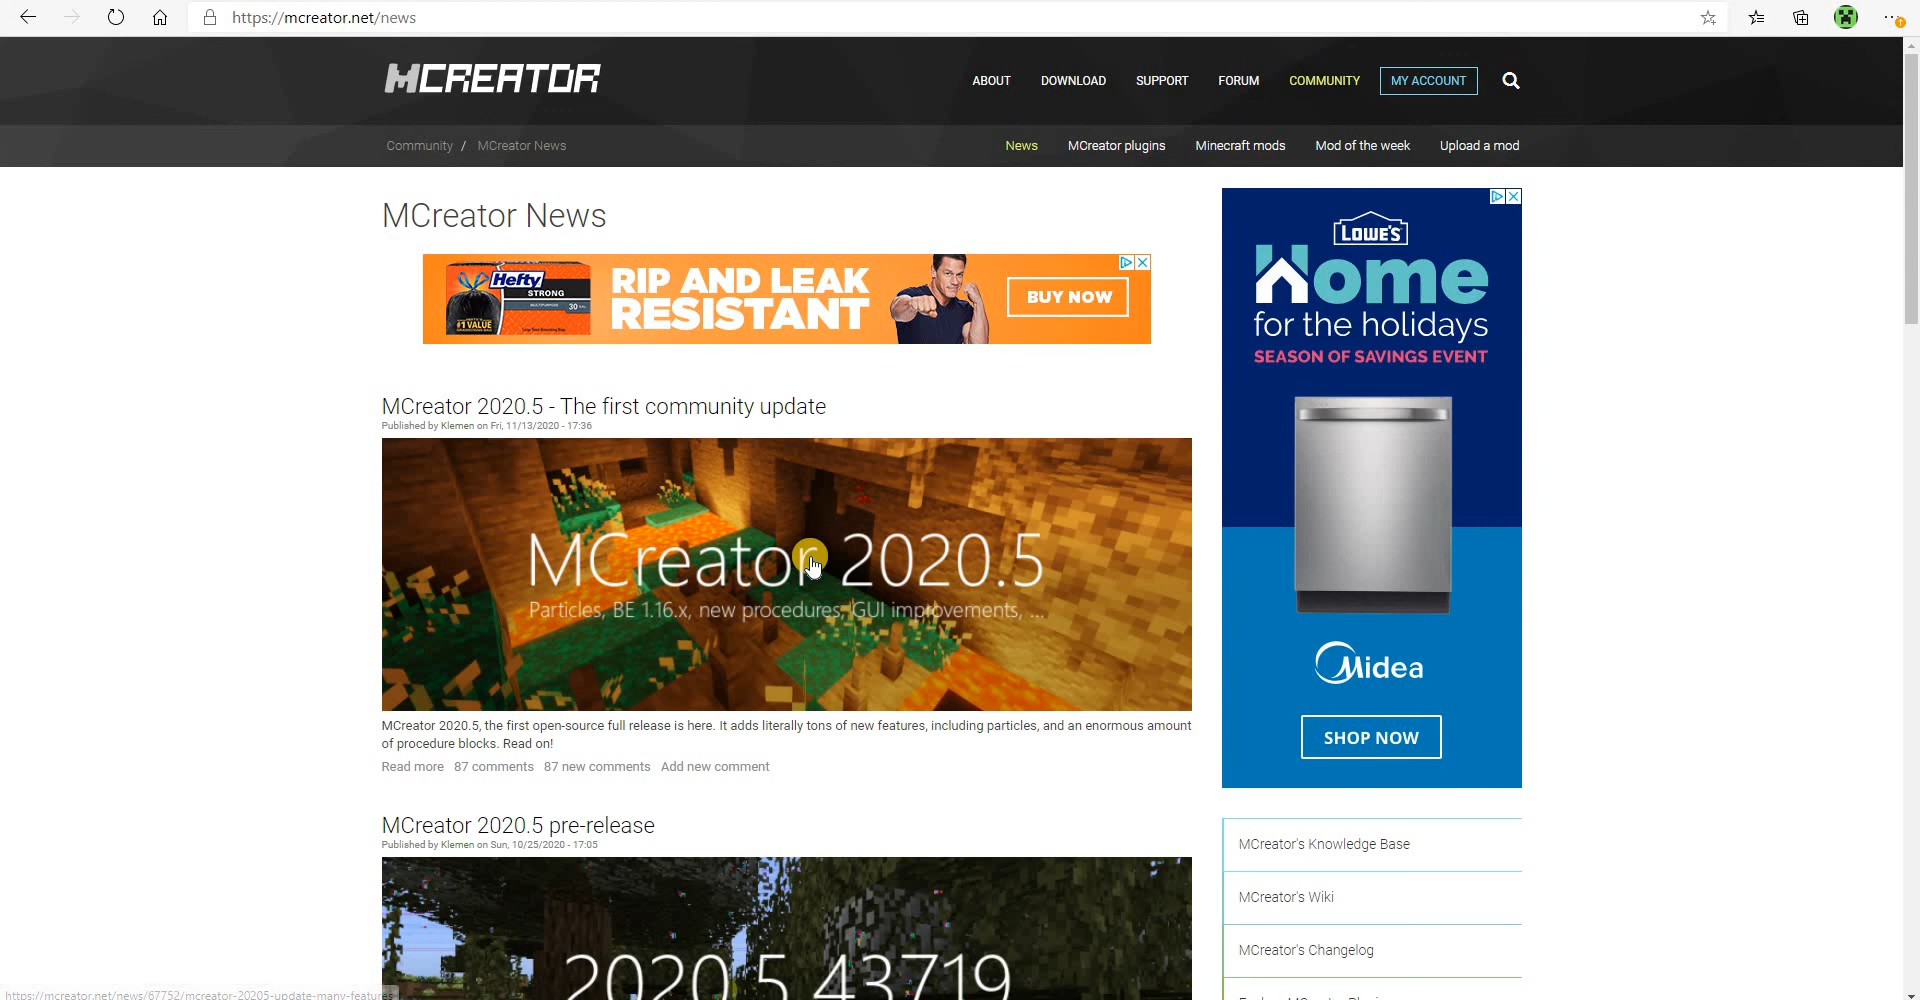 https://mcreator.net/news
MCREATOR
ABOUT DOWNLOAD SUPPORT FORUM COMMUNITY MY ACCOUNT
Community / MCreator News
News MCreator plugins Minecraft mods Mod of the week Upload a mod
MCreator News
Hefty
STRONG
30
#1 VALUE
RIP AND LEAK
RESISTANT
BUY NOW
MCreator 2020.5 - The first community update
Published by Klemen on Fri, 11/13/2020 - 17:36
MCreator 2020.5
Particles, BE 1.16.x, new procedures, GUI improvements, ...
MCreator 2020.5, the first open-source full release is here. It adds literally tons of new features, including particles, and an enormous amount
of procedure blocks. Read on!
Read more 87 comments 87 new comments Add new comment
MCreator 2020.5 pre-release
Published by Klemen on Sun, 10/25/2020 - 17:05
2020.5 43719
LOWE'S
Home
for the holidays
SEASON OF SAVINGS EVENT
Midea
SHOP NOW
MCreator's Knowledge Base
MCreator's Wiki
MCreator's Changelog
https://mcreator.net/news/67752/mcreator-20205-update-many-features